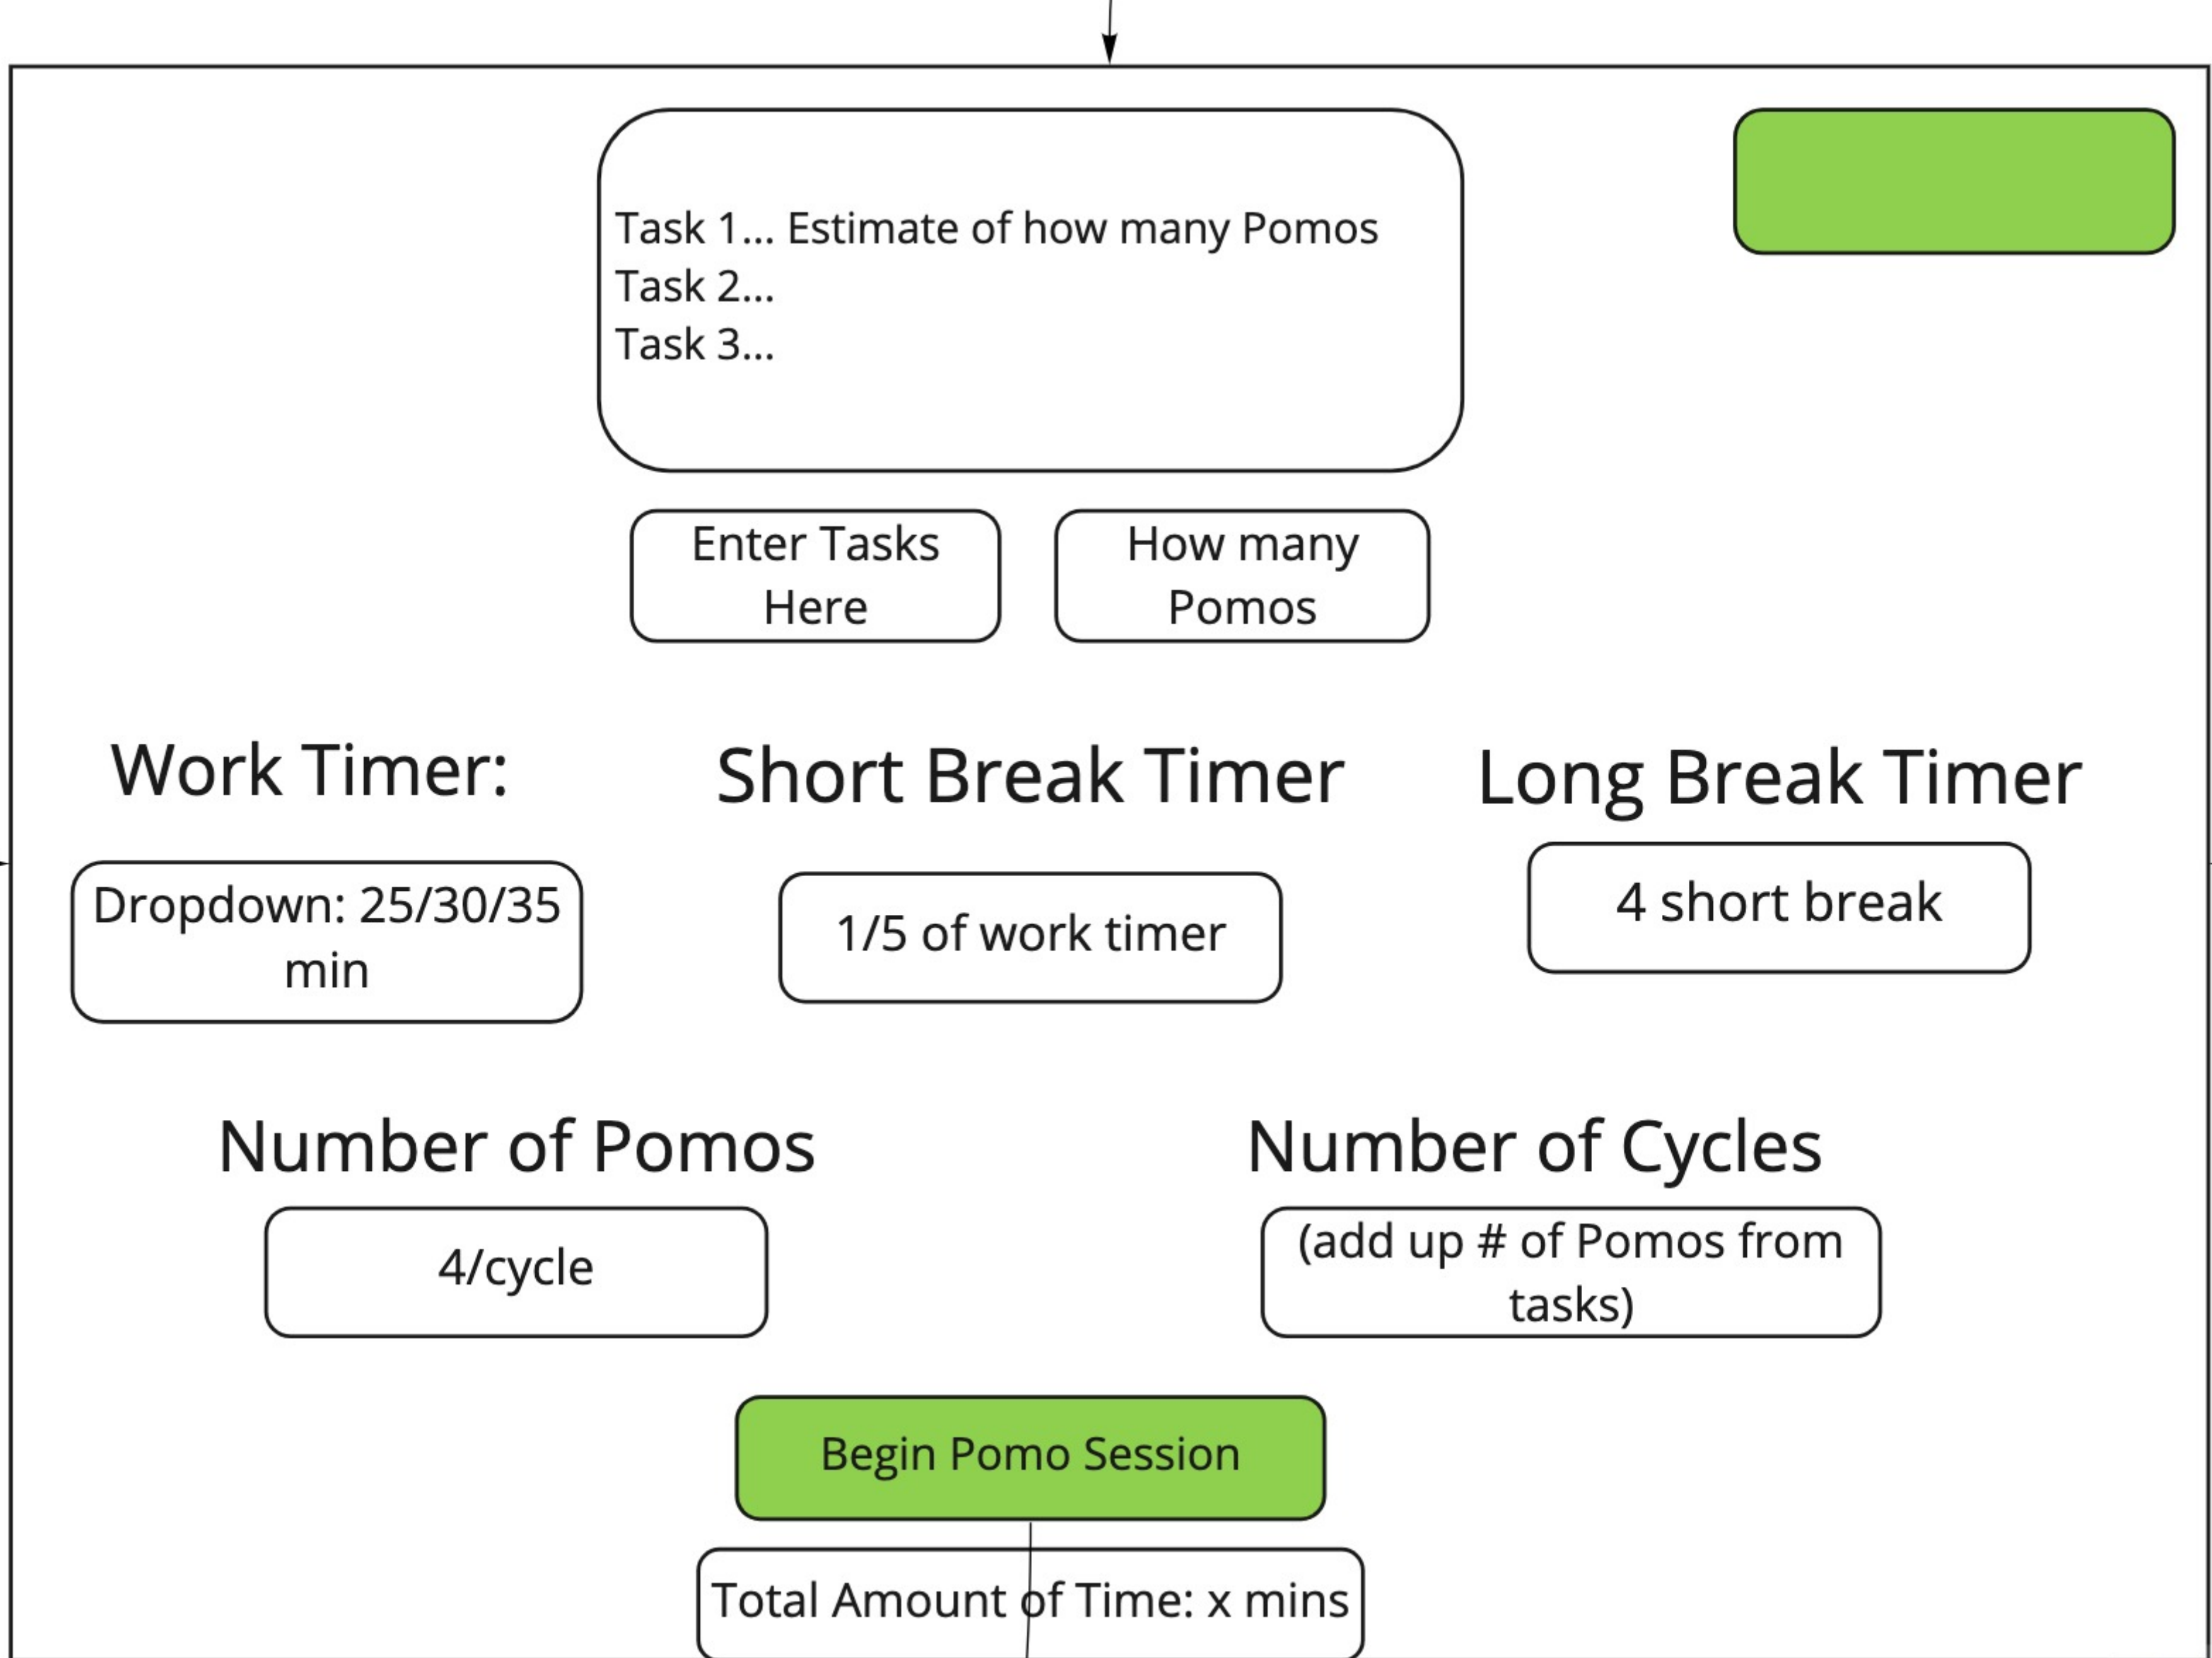 Task 1... Estimate of how many Pomos
Task 2...
Task 3...
Enter Tasks
Here
How many
Pomos
Work Timer:
Short Break Timer
Long Break Timer
Dropdown: 25/30/35
min
1/5 of work timer
4 short break
Number of Pomos
Number of Cycles
4/cycle
(add up # of Pomos from
tasks)
Begin Pomo Session
Total Amount of Time: x mins